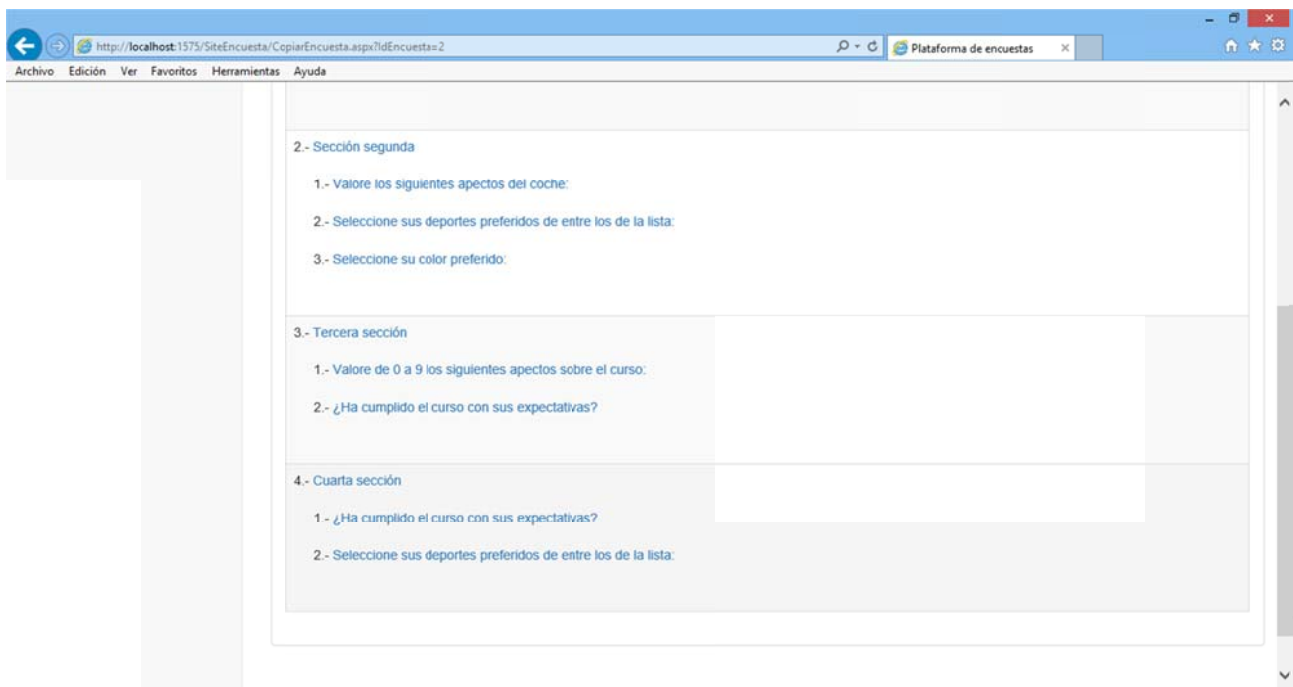 http://localhost:1575/SiteEncuesta/CopiarEncuesta.aspx?IdEncuesta=2
Plataforma de encuestas
Archivo Edición Ver Favoritos Herramientas Ayuda
2.- Sección segunda
1.- Valore los siguientes apectos del coche:
2.- Seleccione sus deportes preferidos de entre los de la lista:
3.- Seleccione su color preferido:
3.- Tercera sección
1.- Valore de 0 a 9 los siguientes apectos sobre el curso:
2.- ¿Ha cumplido el curso con sus expectativas?
4.- Cuarta sección
1.- ¿Ha cumplido el curso con sus expectativas?
2.- Seleccione sus deportes preferidos de entre los de la lista: